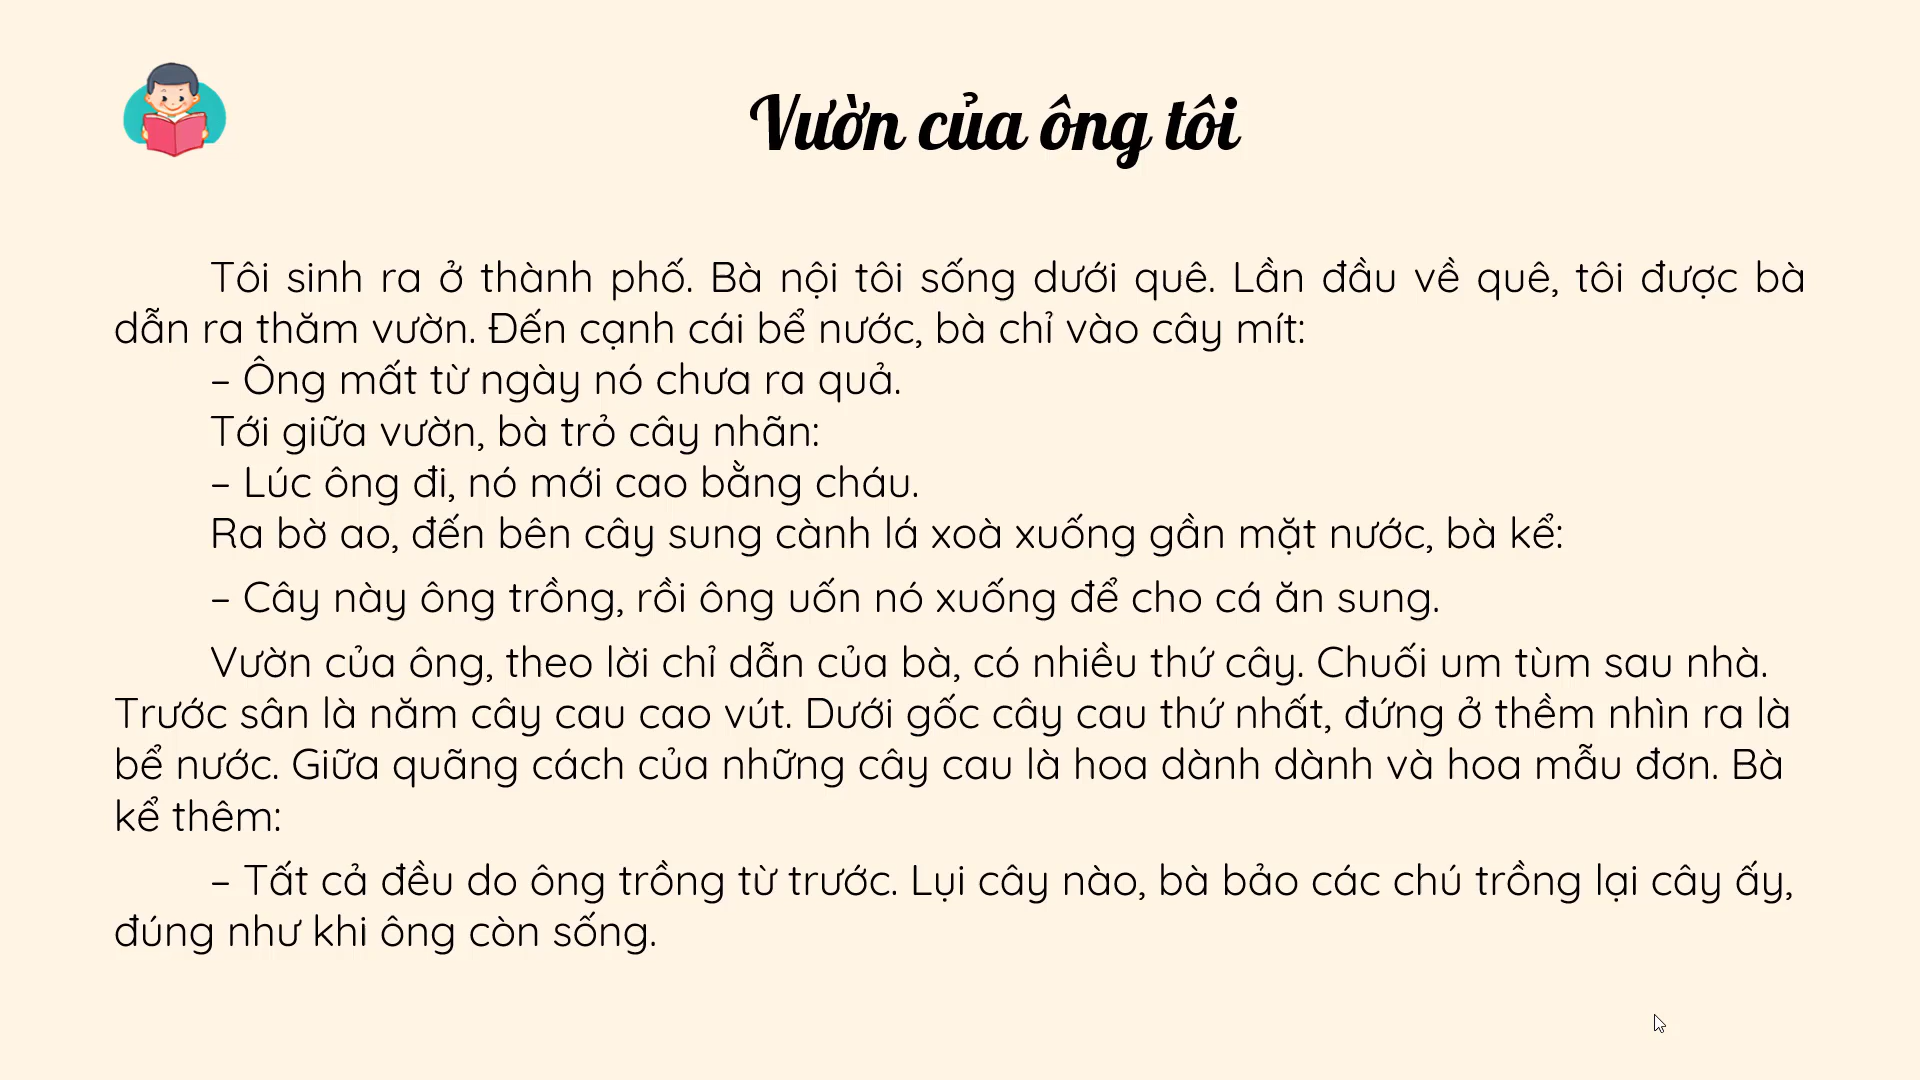 Vườn của ông tôi
Tôi sinh ra ở thành phố. Bà nội tôi sống dưới quê. Lần đầu về quê, tôi được bà
dẫn ra thăm vườn. Đến cạnh cái bể nước, bà chỉ vào cây mít:
– Ông mất từ ngày nó chưa ra quả.
Tới giữa vườn, bà trỏ cây nhãn:
– Lúc ông đi, nó mới cao bằng cháu.
Ra bờ ao, đến bên cây sung cành lá xoà xuống gần mặt nước, bà kể:
– Cây này ông trồng, rồi ông uốn nó xuống để cho cá ăn sung.
Vườn của ông, theo lời chỉ dẫn của bà, có nhiều thứ cây. Chuối um tùm sau nhà.
Trước sân là năm cây cau cao vút. Dưới gốc cây cau thứ nhất, đứng ở thềm nhìn ra là
bể nước. Giữa quãng cách của những cây cau là hoa dành dành và hoa mẫu đơn. Bà
kể thêm:
– Tất cả đều do ông trồng từ trước. Lụi cây nào, bà bảo các chú trồng lại cây ấy,
đúng như khi ông còn sống.